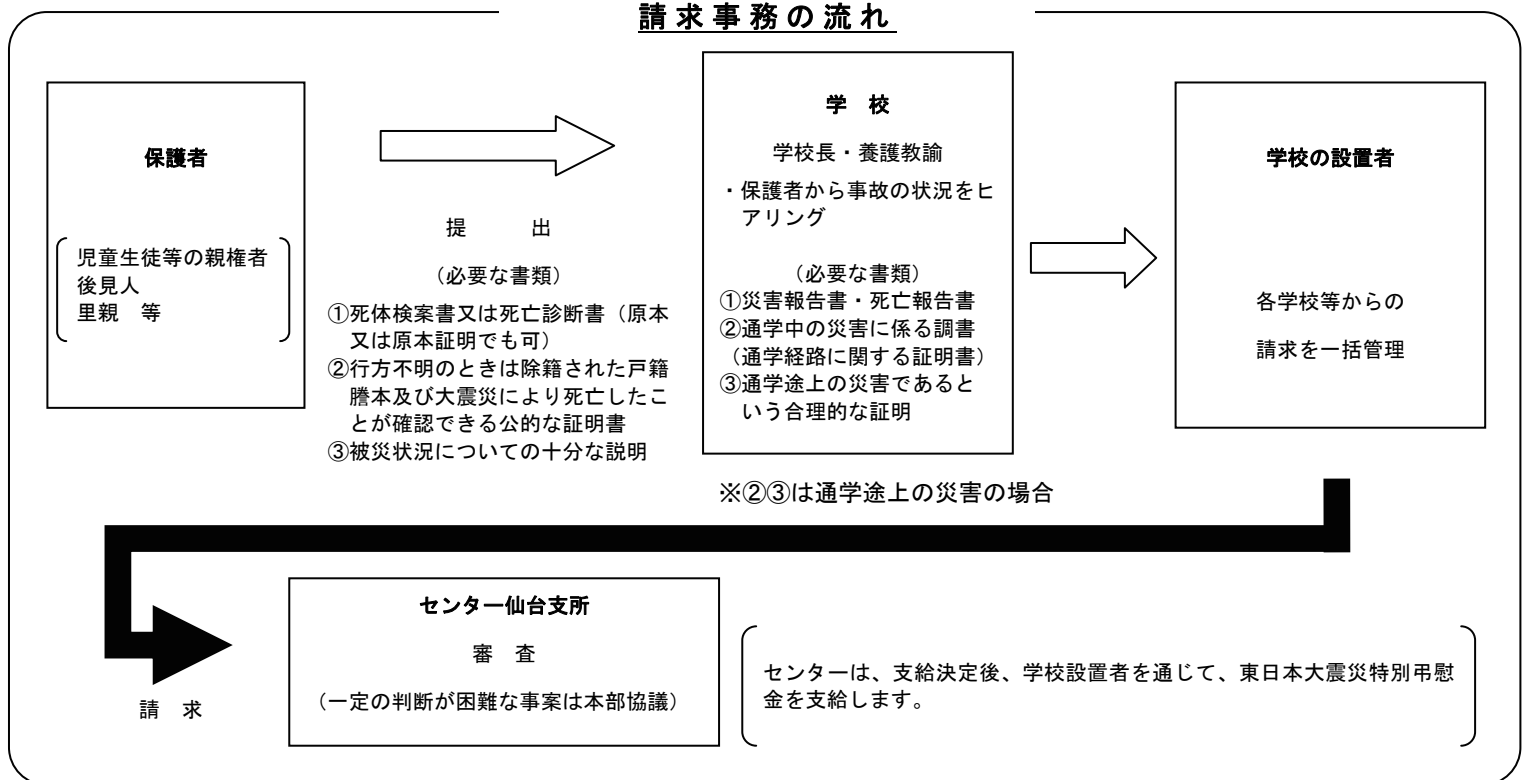 請求事務の流れ
保護者
児童生徒等の親権者
後見人
里親 等
提 出
（必要な書類）
①死体検案書又は死亡診断書（原本
又は原本証明でも可）
②行方不明のときは除籍された戸籍
謄本及び大震災により死亡したこ
とが確認できる公的な証明書
③被災状況についての十分な説明
学 校
学校長・養護教諭
・保護者から事故の状況をヒ
アリング
（必要な書類）
①災害報告書・死亡報告書
②通学中の災害に係る調書
（通学経路に関する証明書）
③通学途上の災害であると
いう合理的な証明
※②③は通学途上の災害の場合
学校の設置者
各学校等からの
請求を一括管理
請 求
センター仙台支所
審 査
（一定の判断が困難な事案は本部協議）
センターは、支給決定後、学校設置者を通じて、東日本大震災特別弔慰
金を支給します。